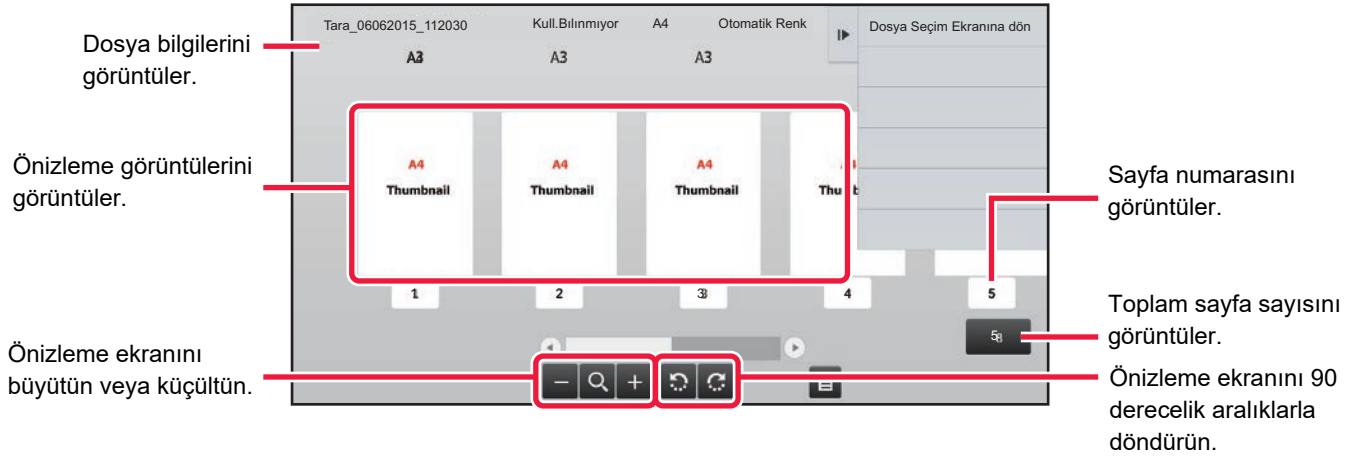 Dosya bilgilerini
görüntüler.
Önizleme görüntülerini
görüntüler.
Önizleme ekranını
büyütün veya küçültün.
Tara_06062015_112030 Kull.Bılınmıyor A4 Otomatik Renk Dosya Seçim Ekranına dön
A3 A3 A3
A4 A4 A4
Thumbnail Thumbnail Thumbnail
1 2 3 4 5
Sayfa numarasını
görüntüler.
Toplam sayfa sayısını
görüntüler.
Önizleme ekranını 90
derecelik aralıklarla
döndürün.